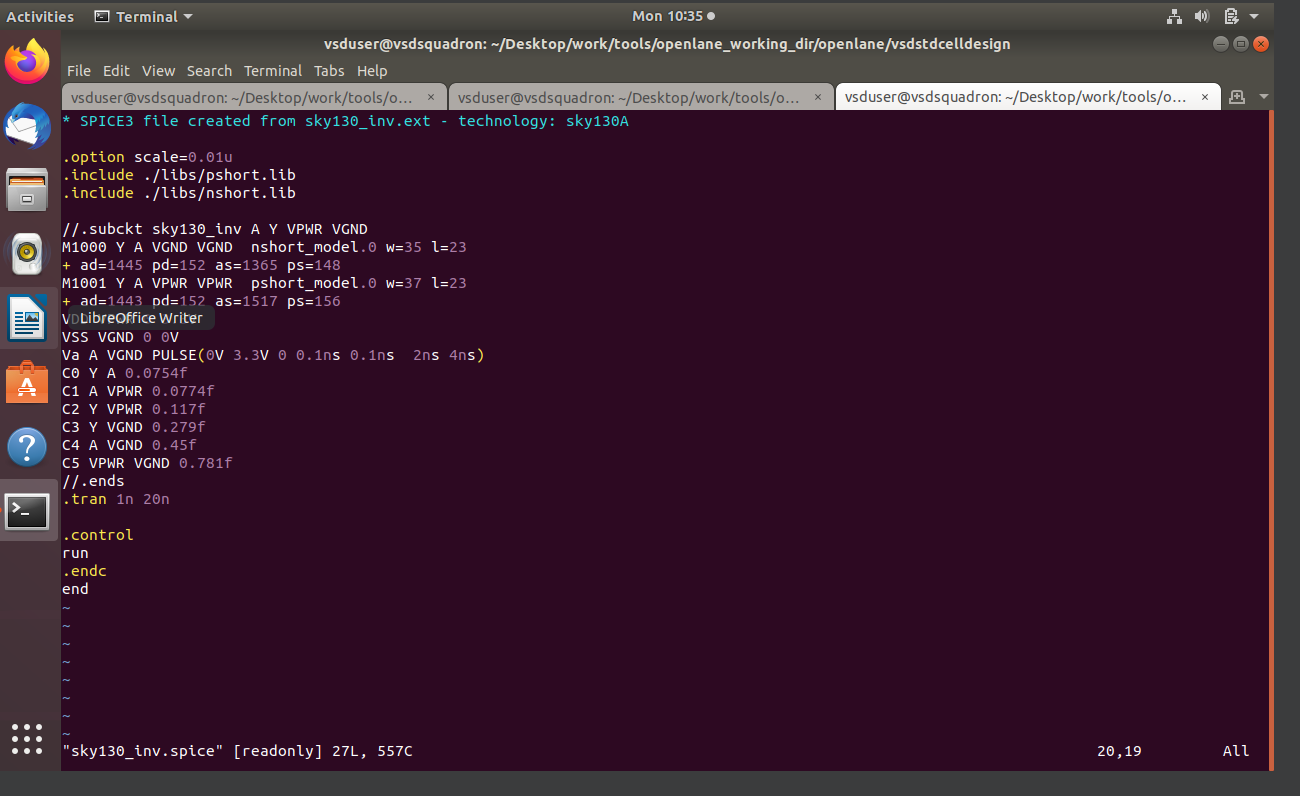 Activities Terminal Mon 10:35
vsduser@vsdsquadron: ~/Desktop/work/tools/openlane_working_dir/openlane/vsdstdcelldesign
File Edit View Search Terminal Tabs Help
vsduser@vsdsquadron: ~/Desktop/work/tools/o... × vsduser@vsdsquadron: ~/Desktop/work/tools/o... × vsduser@vsdsquadron: ~/Desktop/work/tools/o... ×
* SPICE3 file created from sky130_inv.ext - technology: sky130A
.option scale=0.01u
.include ./libs/pshort.lib
.include ./libs/nshort.lib
//.subckt sky130_inv A Y VPWR VGND
M1000 Y A VGND VGND  nshort_model.0 w=35 l=23
+ ad=1445 pd=152 as=1365 ps=148
M1001 Y A VPWR VPWR  pshort_model.0 w=37 l=23
+ ad=1443 pd=152 as=1517 ps=156
LibreOffice Writer
VSS VGND 0 0V
Va A VGND PULSE(0V 3.3V 0 0.1ns 0.1ns  2ns 4ns)
C0 Y A 0.0754f
C1 A VPWR 0.0774f
C2 Y VPWR 0.117f
C3 Y VGND 0.279f
C4 A VGND 0.45f
C5 VPWR VGND 0.781f
//.ends
.tran 1n 20n
.control
run
.endc
end
~
~
~
~
~
~
~
~
"sky130_inv.spice" [readonly] 27L, 557C 20,19 All